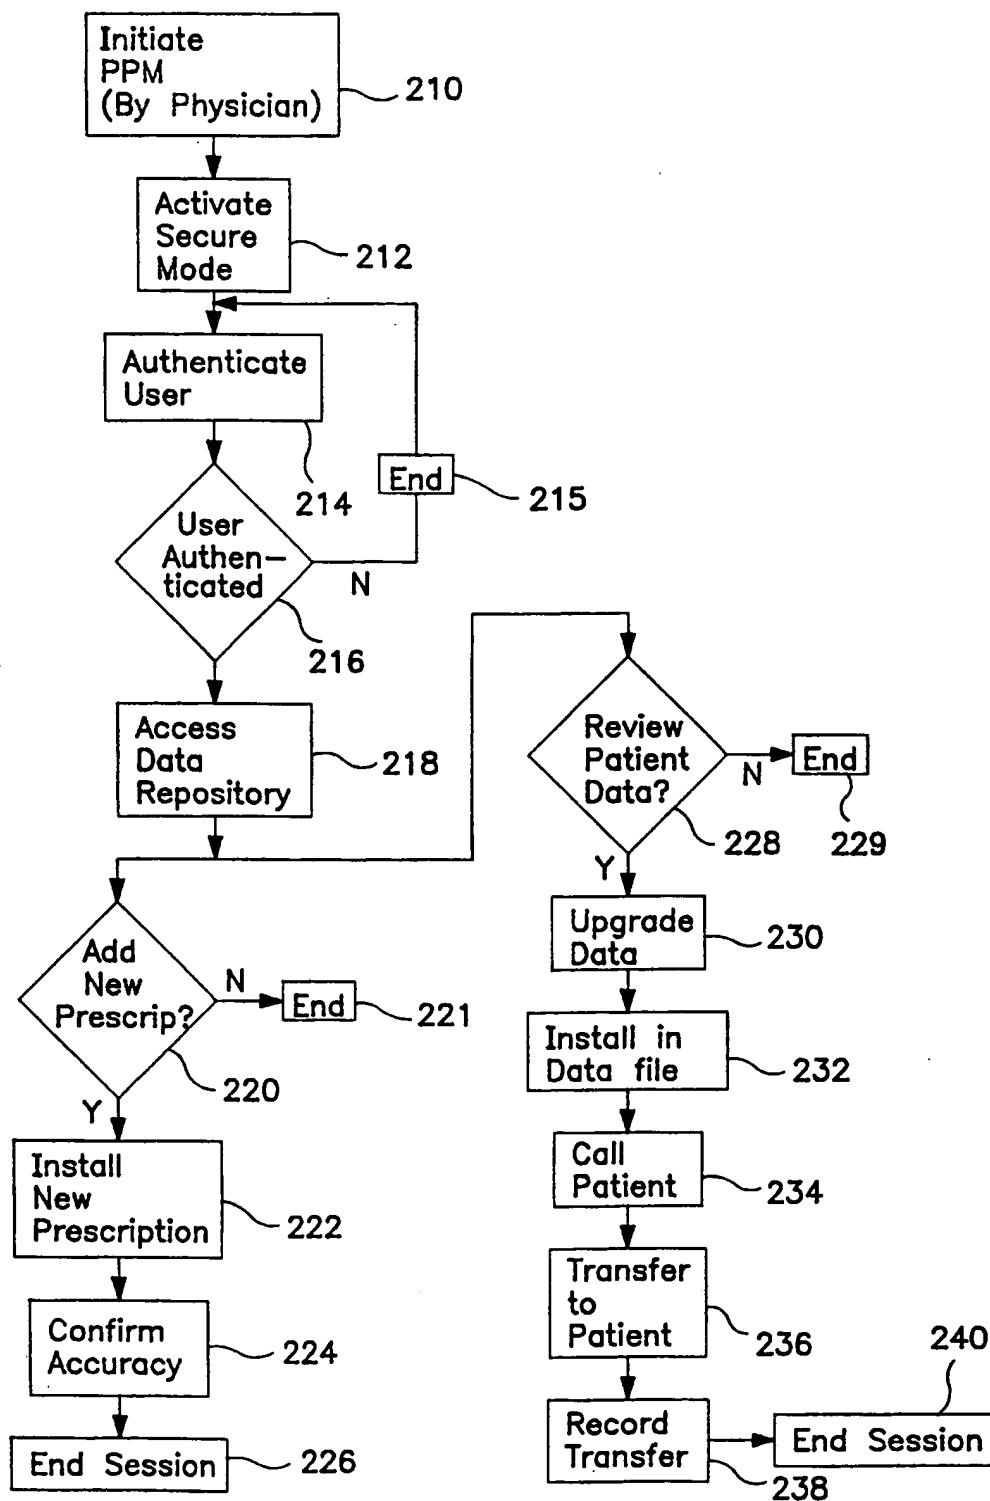 Initiate
PPM
(By Physician)
210
Activate
Secure
Mode
212
Authenticate
User
214
End
215
User
Authen-
ticated
N
216
Access
Data
Repository
218
Review
Patient
Data?
N
End
229
228
Y
Add
New
Prescrip?
N
End
221
220
Y
Install
New
Prescription
222
Confirm
Accuracy
224
End Session
226
Upgrade
Data
230
Install in
Data file
232
Call
Patient
234
Transfer
to
Patient
236
Record
Transfer
238
240
End Session